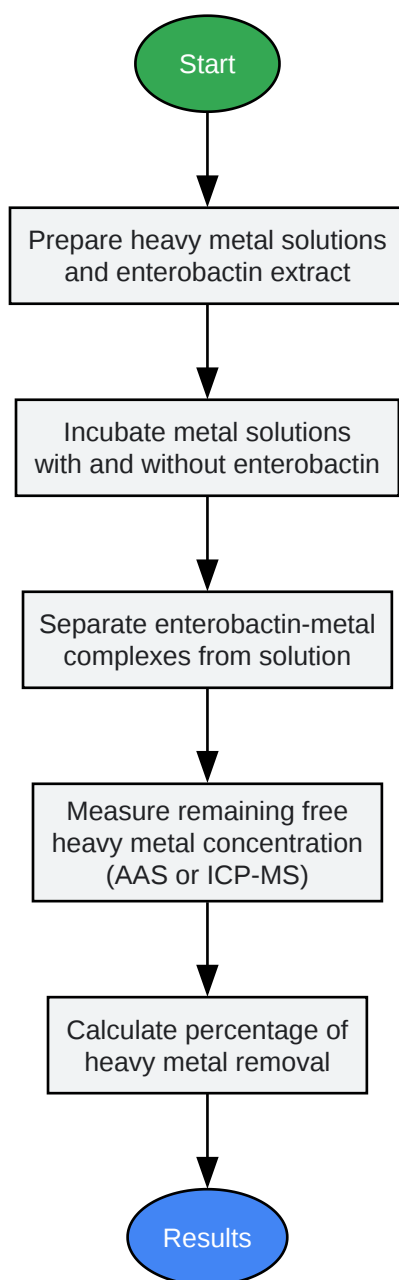 Start
Prepare heavy metal solutions
and enterobactin extract
Incubate metal solutions
with and without enterobactin
Separate enterobactin-metal
complexes from solution
Measure remaining free
heavy metal concentration
(AAS or ICP-MS)
Calculate percentage of
heavy metal removal
Results